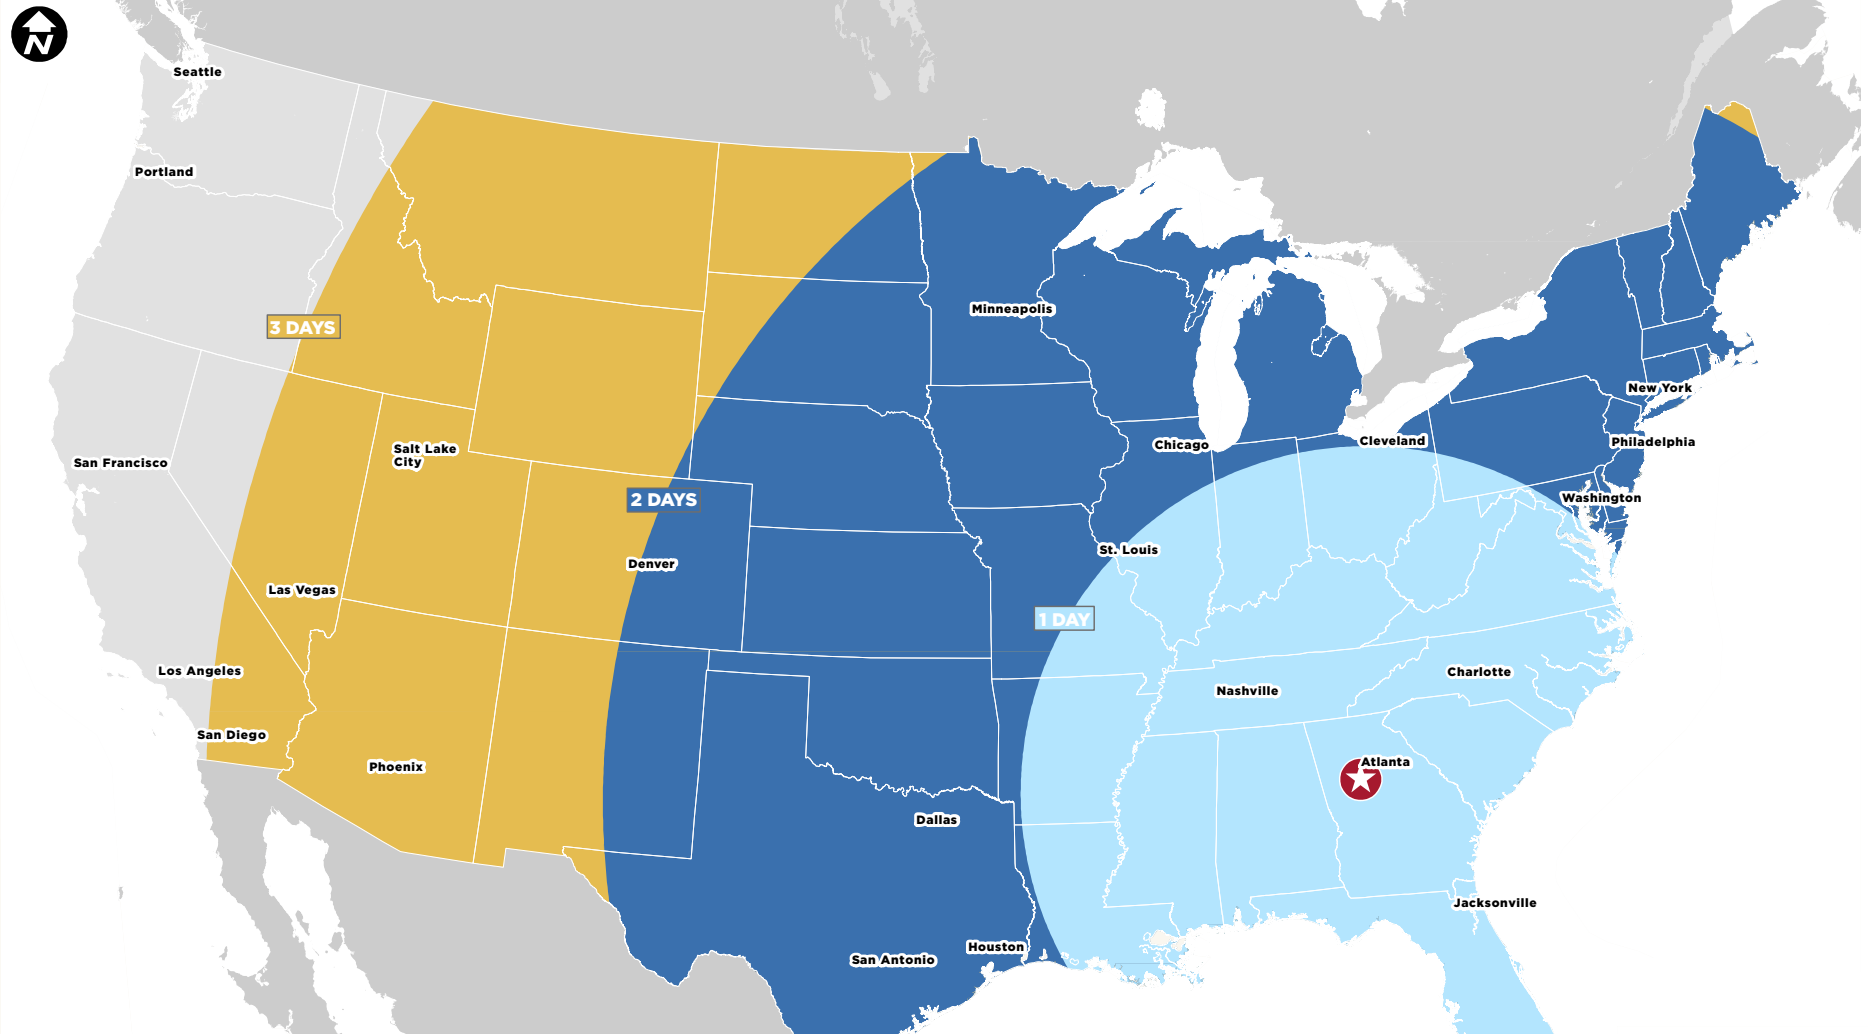 N
Seattle
Portland
3 DAYS
Minneapolis
New York
Salt Lake
City
San Francisco
Chicago
Cleveland
Philadelphia
2 DAYS
Washington
St. Louis
Denver
Las Vegas
1 DAY
Los Angeles
Charlotte
Nashville
San Diego
Phoenix
Atlanta
Dallas
Jacksonville
Houston
San Antonio